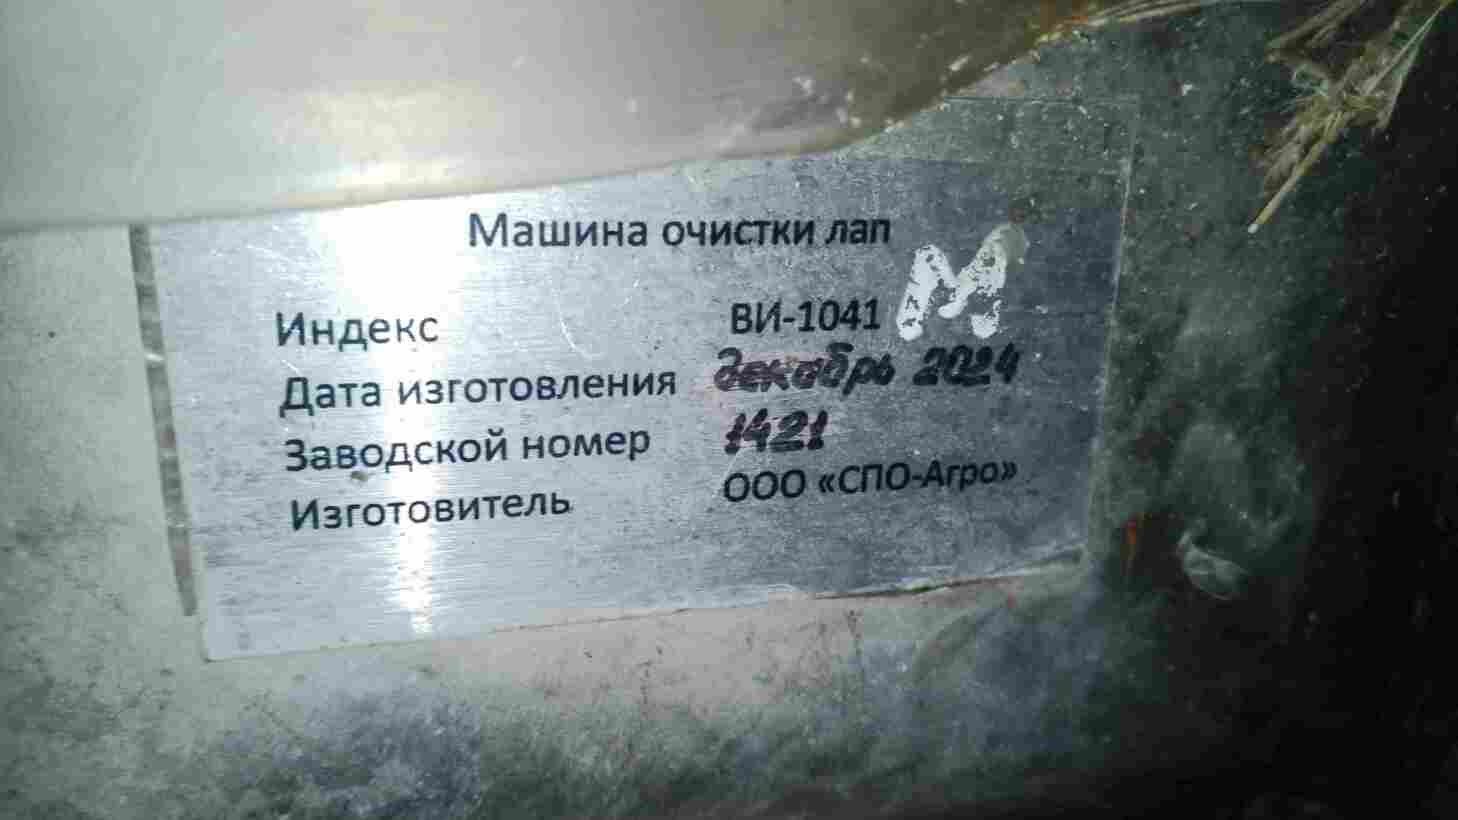 Машина очистки лап
Индекс ВИ-1041 М
Дата изготовления декабрь 2024
Заводской номер 1421
Изготовитель ООО «СПО-Агро»